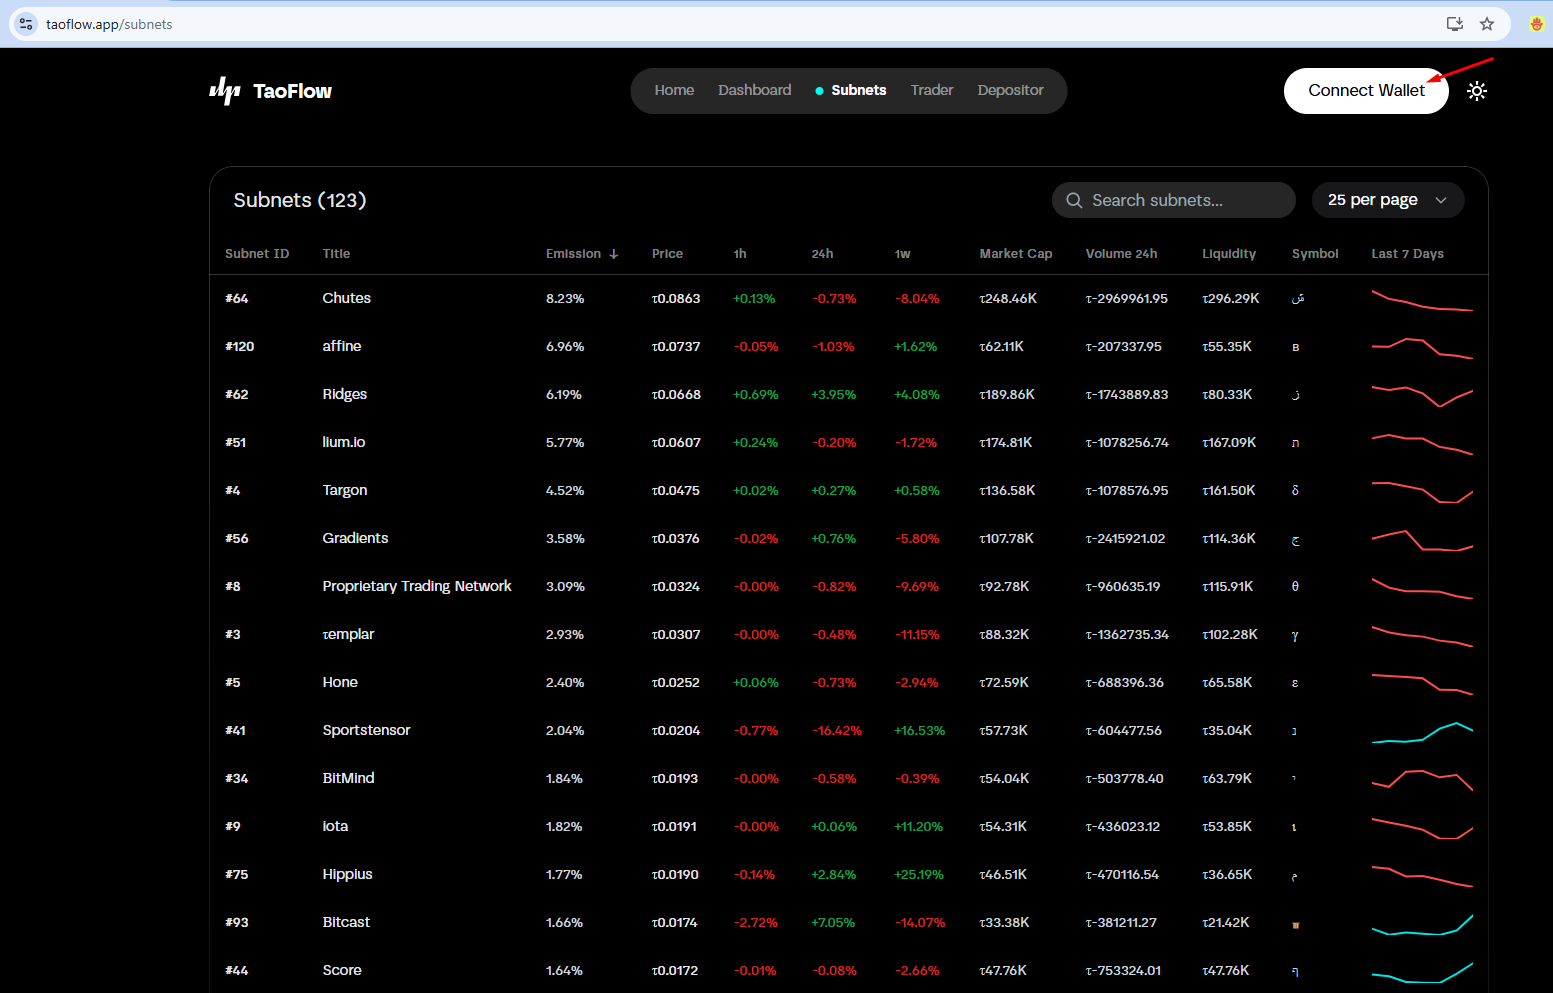 taoflow.app/subnets
TaoFlow
Home Dashboard Subnets Trader Depositor
Connect Wallet
Subnets (123)
Search subnets...
25 per page
Subnet ID Title Emission ↓ Price 1h 24h 1w Market Cap Volume 24h Liquidity Symbol Last 7 Days
#64 Chutes 8.23% τ0.0863 +0.13% -0.73% -8.04% τ248.46K τ-2969961.95 τ296.29K
#120 affine 6.96% τ0.0737 -0.05% -1.03% +1.62% τ62.11K τ-207337.95 τ55.35K
#62 Ridges 6.19% τ0.0668 +0.69% +3.95% +4.08% τ189.86K τ-1743889.83 τ80.33K ز
#51 lium.io 5.77% τ0.0607 +0.24% -0.20% -1.72% τ174.81K τ-1078256.74 τ167.09K ת
#4 Targon 4.52% τ0.0475 +0.02% +0.27% +0.58% τ136.58K τ-1078576.95 τ161.50K δ
#56 Gradients 3.58% τ0.0376 -0.02% +0.76% -5.80% τ107.78K τ-2415921.02 τ114.36K ج
#8 Proprietary Trading Network 3.09% τ0.0324 -0.00% -0.82% -9.69% τ92.78K τ-960635.19 τ115.91K θ
#3 τemplar 2.93% τ0.0307 -0.00% -0.48% -11.15% τ88.32K τ-1362735.34 τ102.28K γ
#5 Hone 2.40% τ0.0252 +0.06% -0.73% -2.94% τ72.59K τ-688396.36 τ65.58K ε
#41 Sportstensor 2.04% τ0.0204 -0.77% -16.42% +16.53% τ57.73K τ-604477.56 τ35.04K נ
#34 BitMind 1.84% τ0.0193 -0.00% -0.58% -0.39% τ54.04K τ-503778.40 τ63.79K
#9 iota 1.82% τ0.0191 -0.00% +0.06% +11.20% τ54.31K τ-436023.12 τ53.85K ι
#75 Hippius 1.77% τ0.0190 -0.14% +2.84% +25.19% τ46.51K τ-470116.54 τ36.65K م
#93 Bitcast 1.66% τ0.0174 -2.72% +7.05% -14.07% τ33.38K τ-381211.27 τ21.42K
#44 Score 1.64% τ0.0172 -0.01% -0.08% -2.66% τ47.76K τ-753324.01 τ47.76K ף